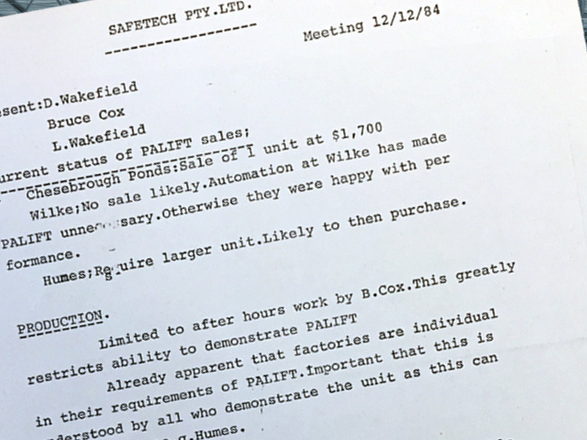 SAFETECH PTY.LTD.
Meeting 12/12/84
esent:D.Wakefield
Bruce Cox
L.Wakefield
urrent status of PALIFT sales;
Chesebrough Ponds:Sale of 1 unit at $1,700
Wilke;No sale likely.Automation at Wilke has made
PALIFT sary.Otherwise they were happy with per
formance.
Humes;Require larger unit.Likely to then purchase.
PRODUCTION.
Limited to after hours work by B.Cox.This greatly
restricts ability to demonstrate PALIFT
Already apparent that factories are individual
in their requirements of PALIFT.Important that this is
derstood by all who demonstrate the unit as this can
g.Humes.